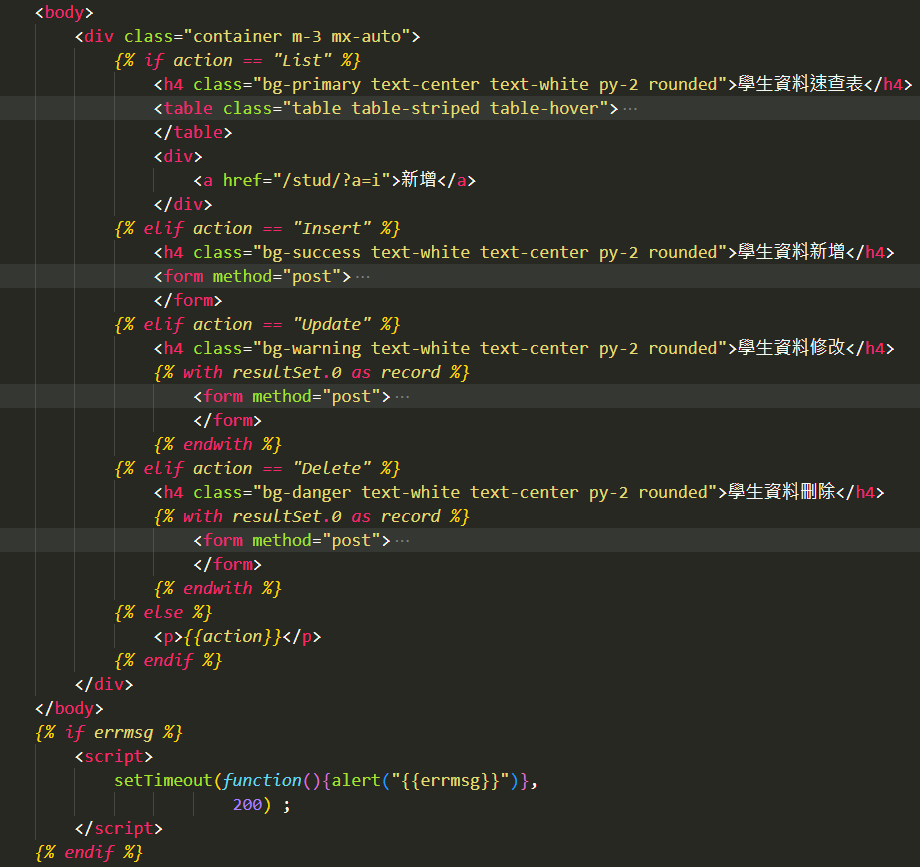 <body>
<div class="container m-3 mx-auto">
{% if action == "List" %}
<h4 class="bg-primary text-center text-white py-2 rounded">學生資料速查表</h4>
<table class="table table-striped table-hover">…
</table>
<div>
<a href="/stud/?a=i">新增</a>
</div>
{% elif action == "Insert" %}
<h4 class="bg-success text-white text-center py-2 rounded">學生資料新增</h4>
<form method="post">…
</form>
{% elif action == "Update" %}
<h4 class="bg-warning text-white text-center py-2 rounded">學生資料修改</h4>
{% with resultSet.0 as record %}
<form method="post">…
</form>
{% endwith %}
{% elif action == "Delete" %}
<h4 class="bg-danger text-white text-center py-2 rounded">學生資料刪除</h4>
{% with resultSet.0 as record %}
<form method="post">…
</form>
{% endwith %}
{% else %}
<p>{{action}}</p>
{% endif %}
</div>
</body>
{% if errmsg %}
<script>
setTimeout(function(){alert("{{errmsg}}")},
200) ;
</script>
{% endif %}